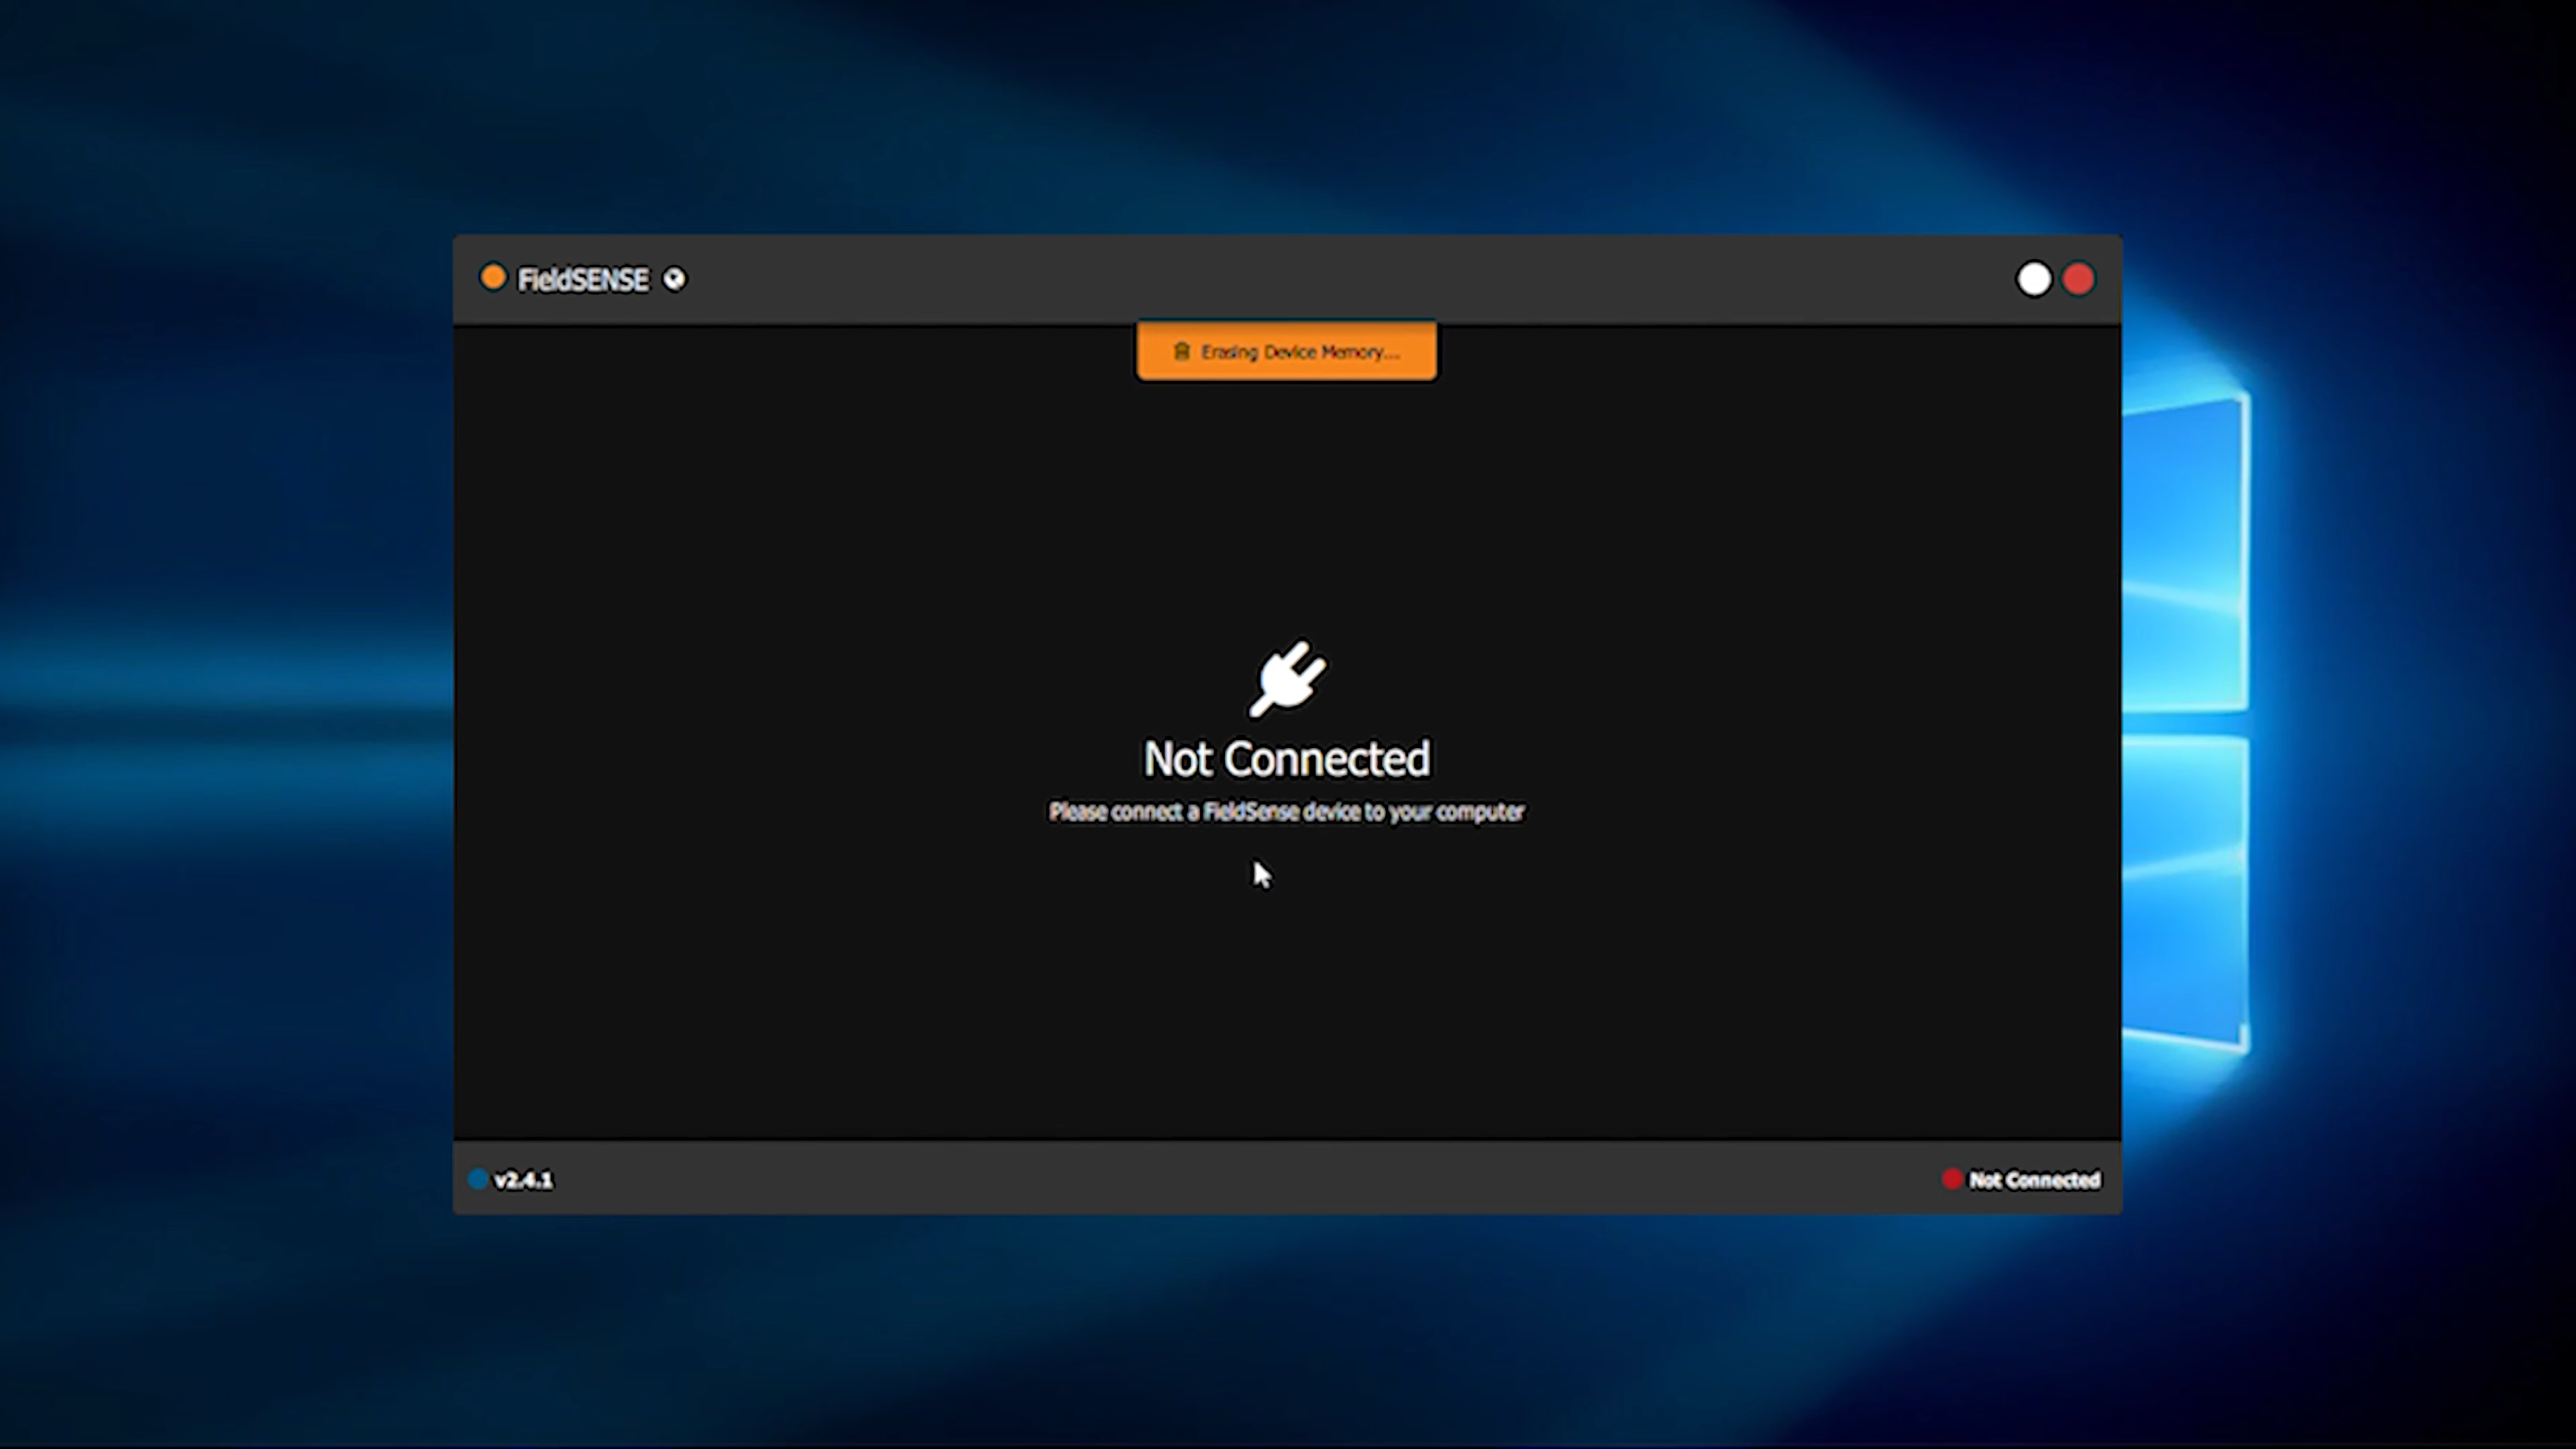 FieldSENSE
Erasing Device Memory...
Not Connected
Please connect a FieldSense device to your computer
v2.4.1
Not Connected